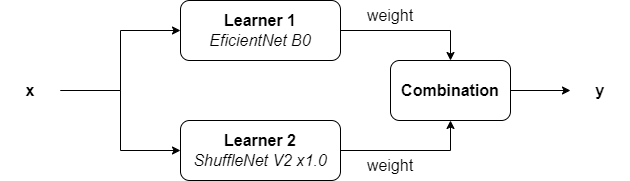 Learner 1
EficientNet B0
weight
x
Combination
y
Learner 2
ShuffleNet V2 x1.0
weight